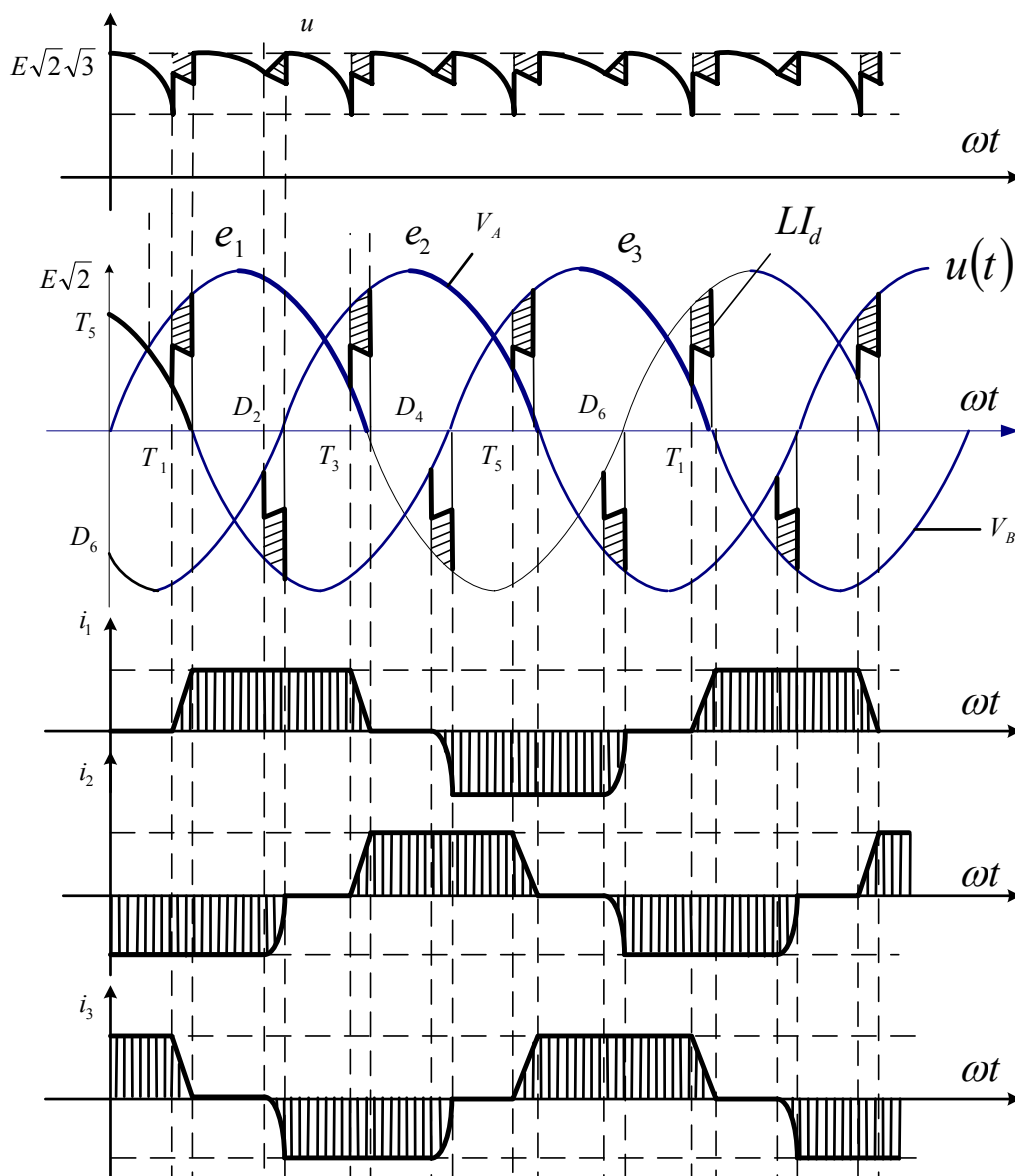 u
E√2√3
ωt
e₁
e₂
V_A
e₃
LI_d
u(t)
E√2
T₅
D₂
D₄
D₆
ωt
T₁
T₃
T₅
T₁
D₆
V_B
i₁
ωt
i₂
ωt
i₃
ωt